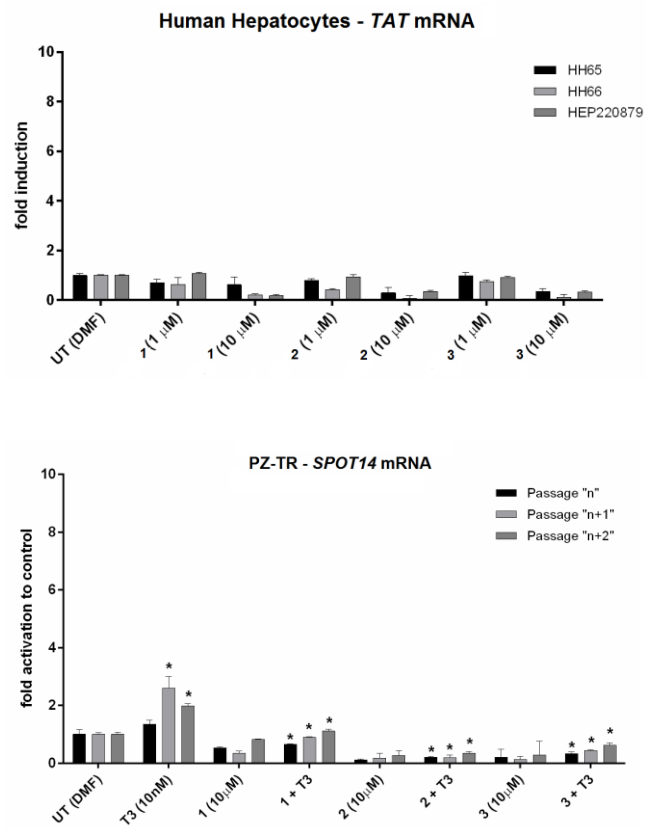 Human Hepatocytes - TAT mRNA
10
8
6
4
2
0
fold induction
HH65
HH66
HEP220879
UT (DMF)
1 (1 μM)
1 (10 μM)
2 (1 μM)
2 (10 μM)
3 (1 μM)
3 (10 μM)
PZ-TR - SPOT14 mRNA
10
8
6
4
2
0
fold activation to control
Passage "n"
Passage "n+1"
Passage "n+2"
* *
* * *
* * *
* * *
UT (DMF)
T3 (10nM)
1 (10μM)
1 + T3
2 (10μM)
2 + T3
3 (10μM)
3 + T3